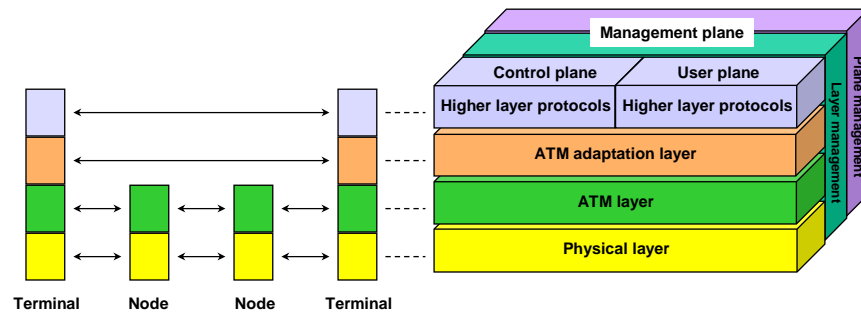 Management plane
Control plane
User plane
Higher layer protocols
Higher layer protocols
ATM adaptation layer
ATM layer
Physical layer
Layer management
Plane management
Terminal
Node
Node
Terminal